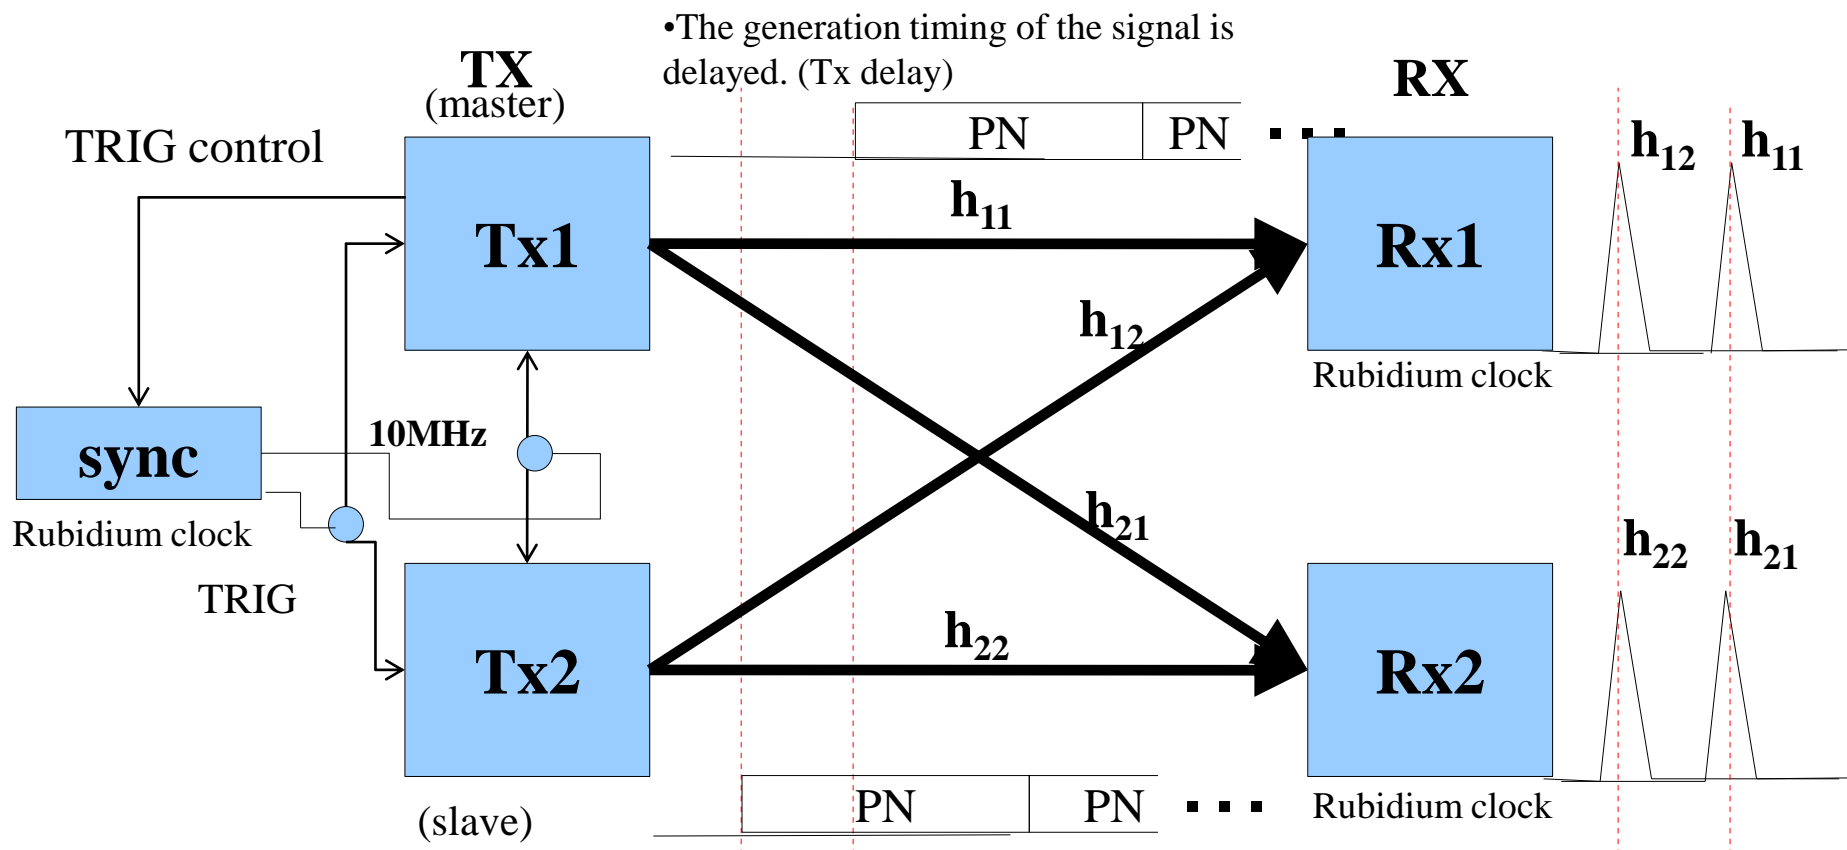 •The generation timing of the signal is
delayed. (Tx delay)
TX
(master)
RX
TRIG control
PN
PN
h12
h11
h11
Tx1
Rx1
h12
Rubidium clock
10MHz
sync
h21
Rubidium clock
h22
h21
TRIG
h22
Tx2
Rx2
PN
PN
Rubidium clock
(slave)